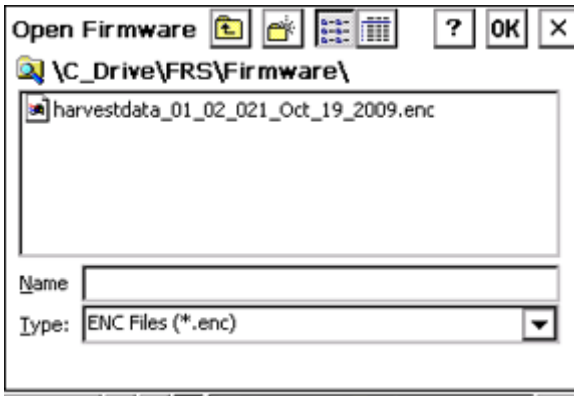 Open Firmware ? OK ×
\C_Drive\FRS\Firmware\
harvestdata_01_02_021_Oct_19_2009.enc
Name
Type: ENC Files (*.enc)